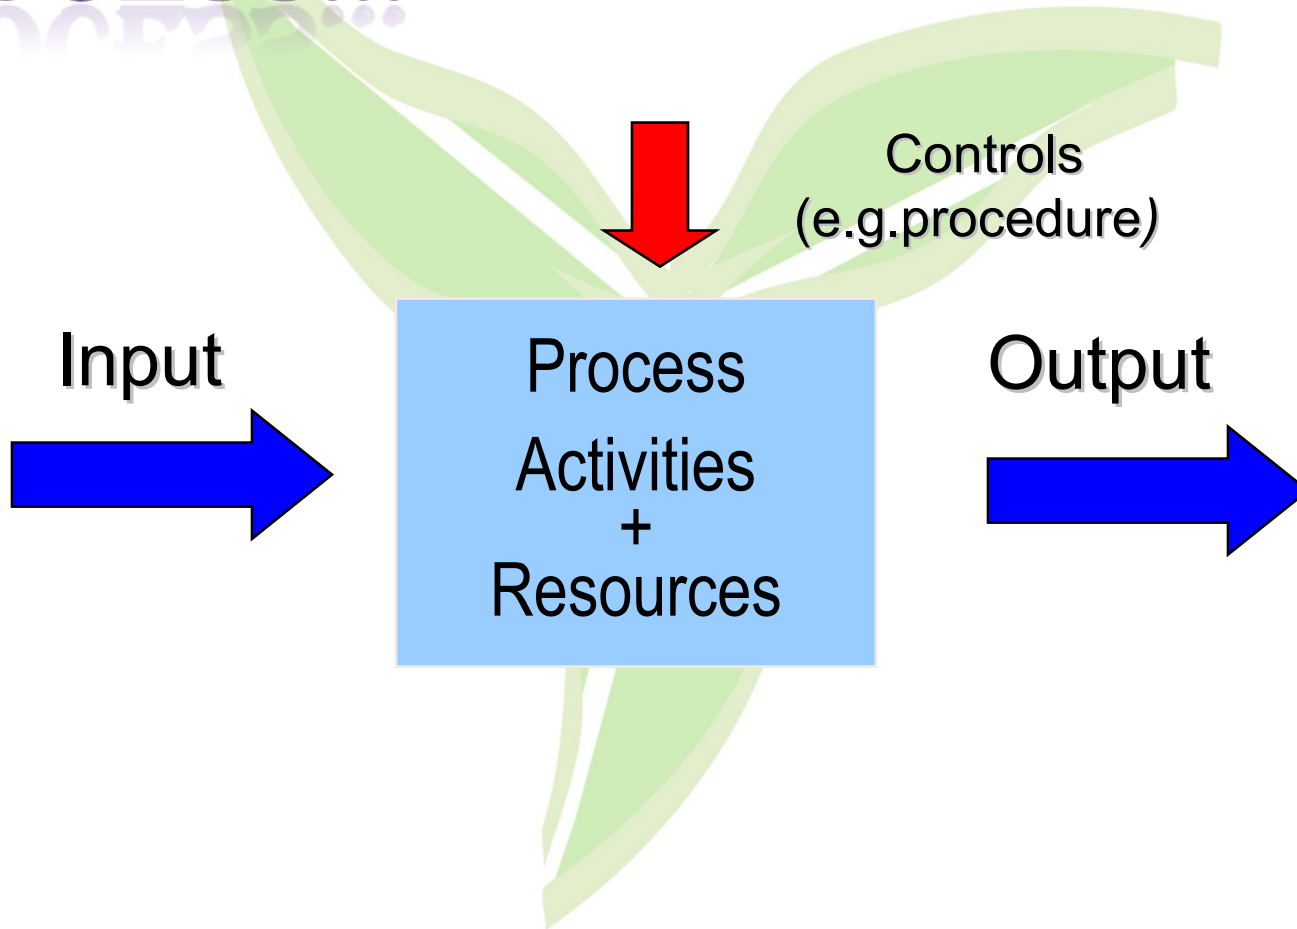 Controls
(e.g.procedure)
Input
Process
Output
Activities
+
Resources